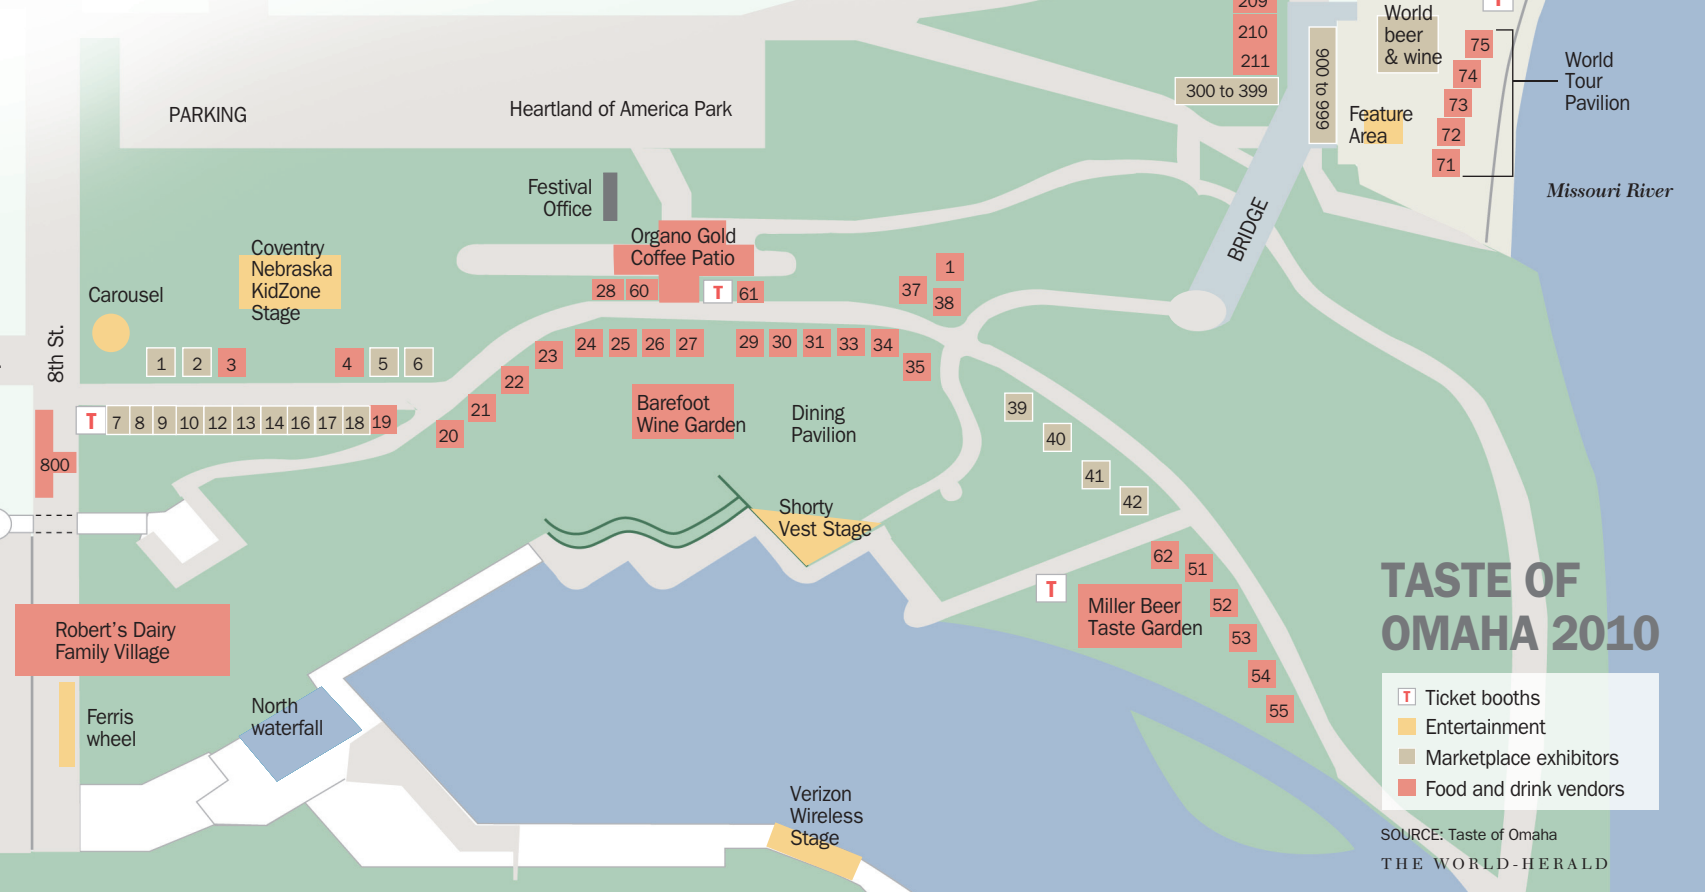 209
210
211
300 to 399
900 to 999
World
beer
& wine
T
75
74
73
72
71
World
Tour
Pavilion
Feature
Area
Missouri River
PARKING
Heartland of America Park
Festival
Office
BRIDGE
Organo Gold
Coffee Patio
Coventry
Nebraska
KidZone
Stage
Carousel
8th St.
28 60 T 61
37 1
38
1 2 3 4 5 6
23 24 25 26 27 29 30 31 33 34
35
22
21
20
T 7 8 9 10 12 13 14 16 17 18 19
800
Barefoot
Wine Garden
Dining
Pavilion
39
40
41
42
Shorty
Vest Stage
62 51
52
53
54
55
T
Miller Beer
Taste Garden
Robert's Dairy
Family Village
Ferris
wheel
North
waterfall
Verizon
Wireless
Stage
TASTE OF
OMAHA 2010
T Ticket booths
Entertainment
Marketplace exhibitors
Food and drink vendors
SOURCE: Taste of Omaha
THE WORLD-HERALD